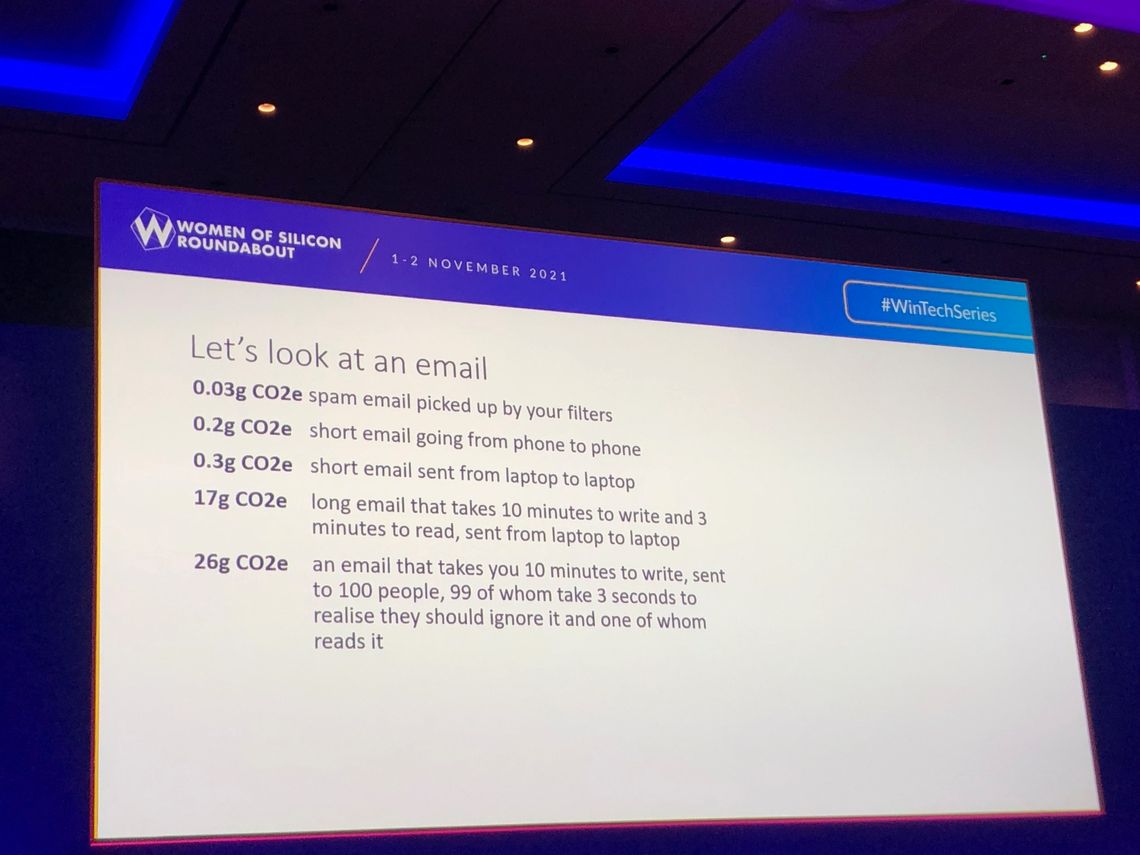 WOMEN OF SILICON
ROUNDABOUT
1-2 NOVEMBER 2021
#WinTechSeries
Let's look at an email
0.03g CO2e spam email picked up by your filters
0.2g CO2e short email going from phone to phone
0.3g CO2e short email sent from laptop to laptop
17g CO2e long email that takes 10 minutes to write and 3
minutes to read, sent from laptop to laptop
26g CO2e an email that takes you 10 minutes to write, sent
to 100 people, 99 of whom take 3 seconds to
realise they should ignore it and one of whom
reads it